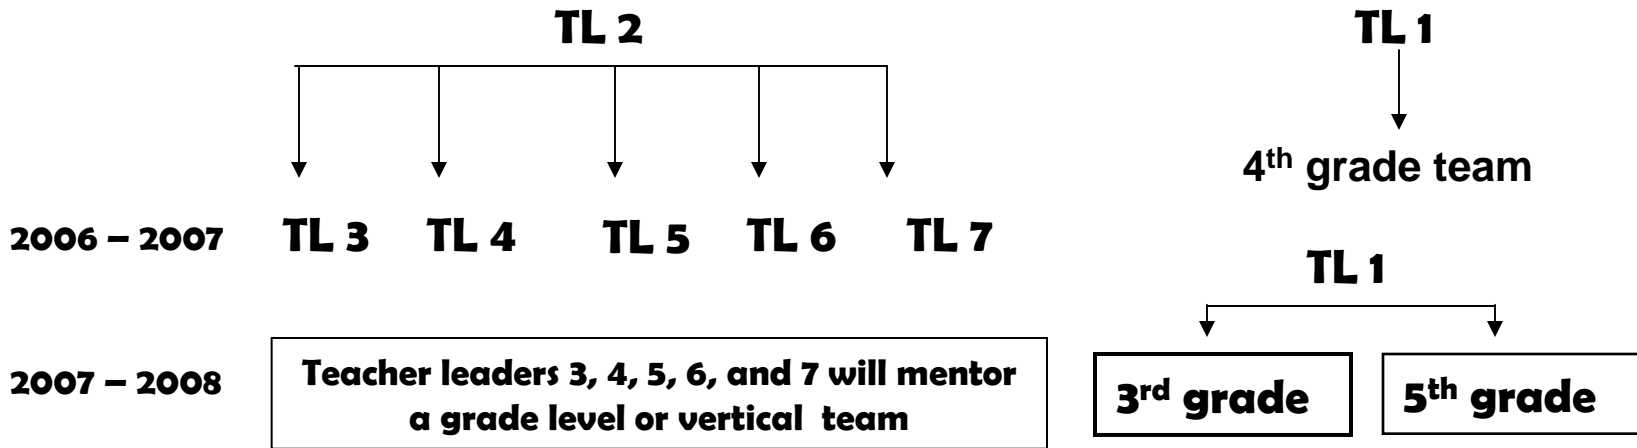 TL 2
TL 1
4th grade team
2006 – 2007 TL 3 TL 4 TL 5 TL 6 TL 7
TL 1
2007 – 2008
Teacher leaders 3, 4, 5, 6, and 7 will mentor
a grade level or vertical team
3rd grade
5th grade